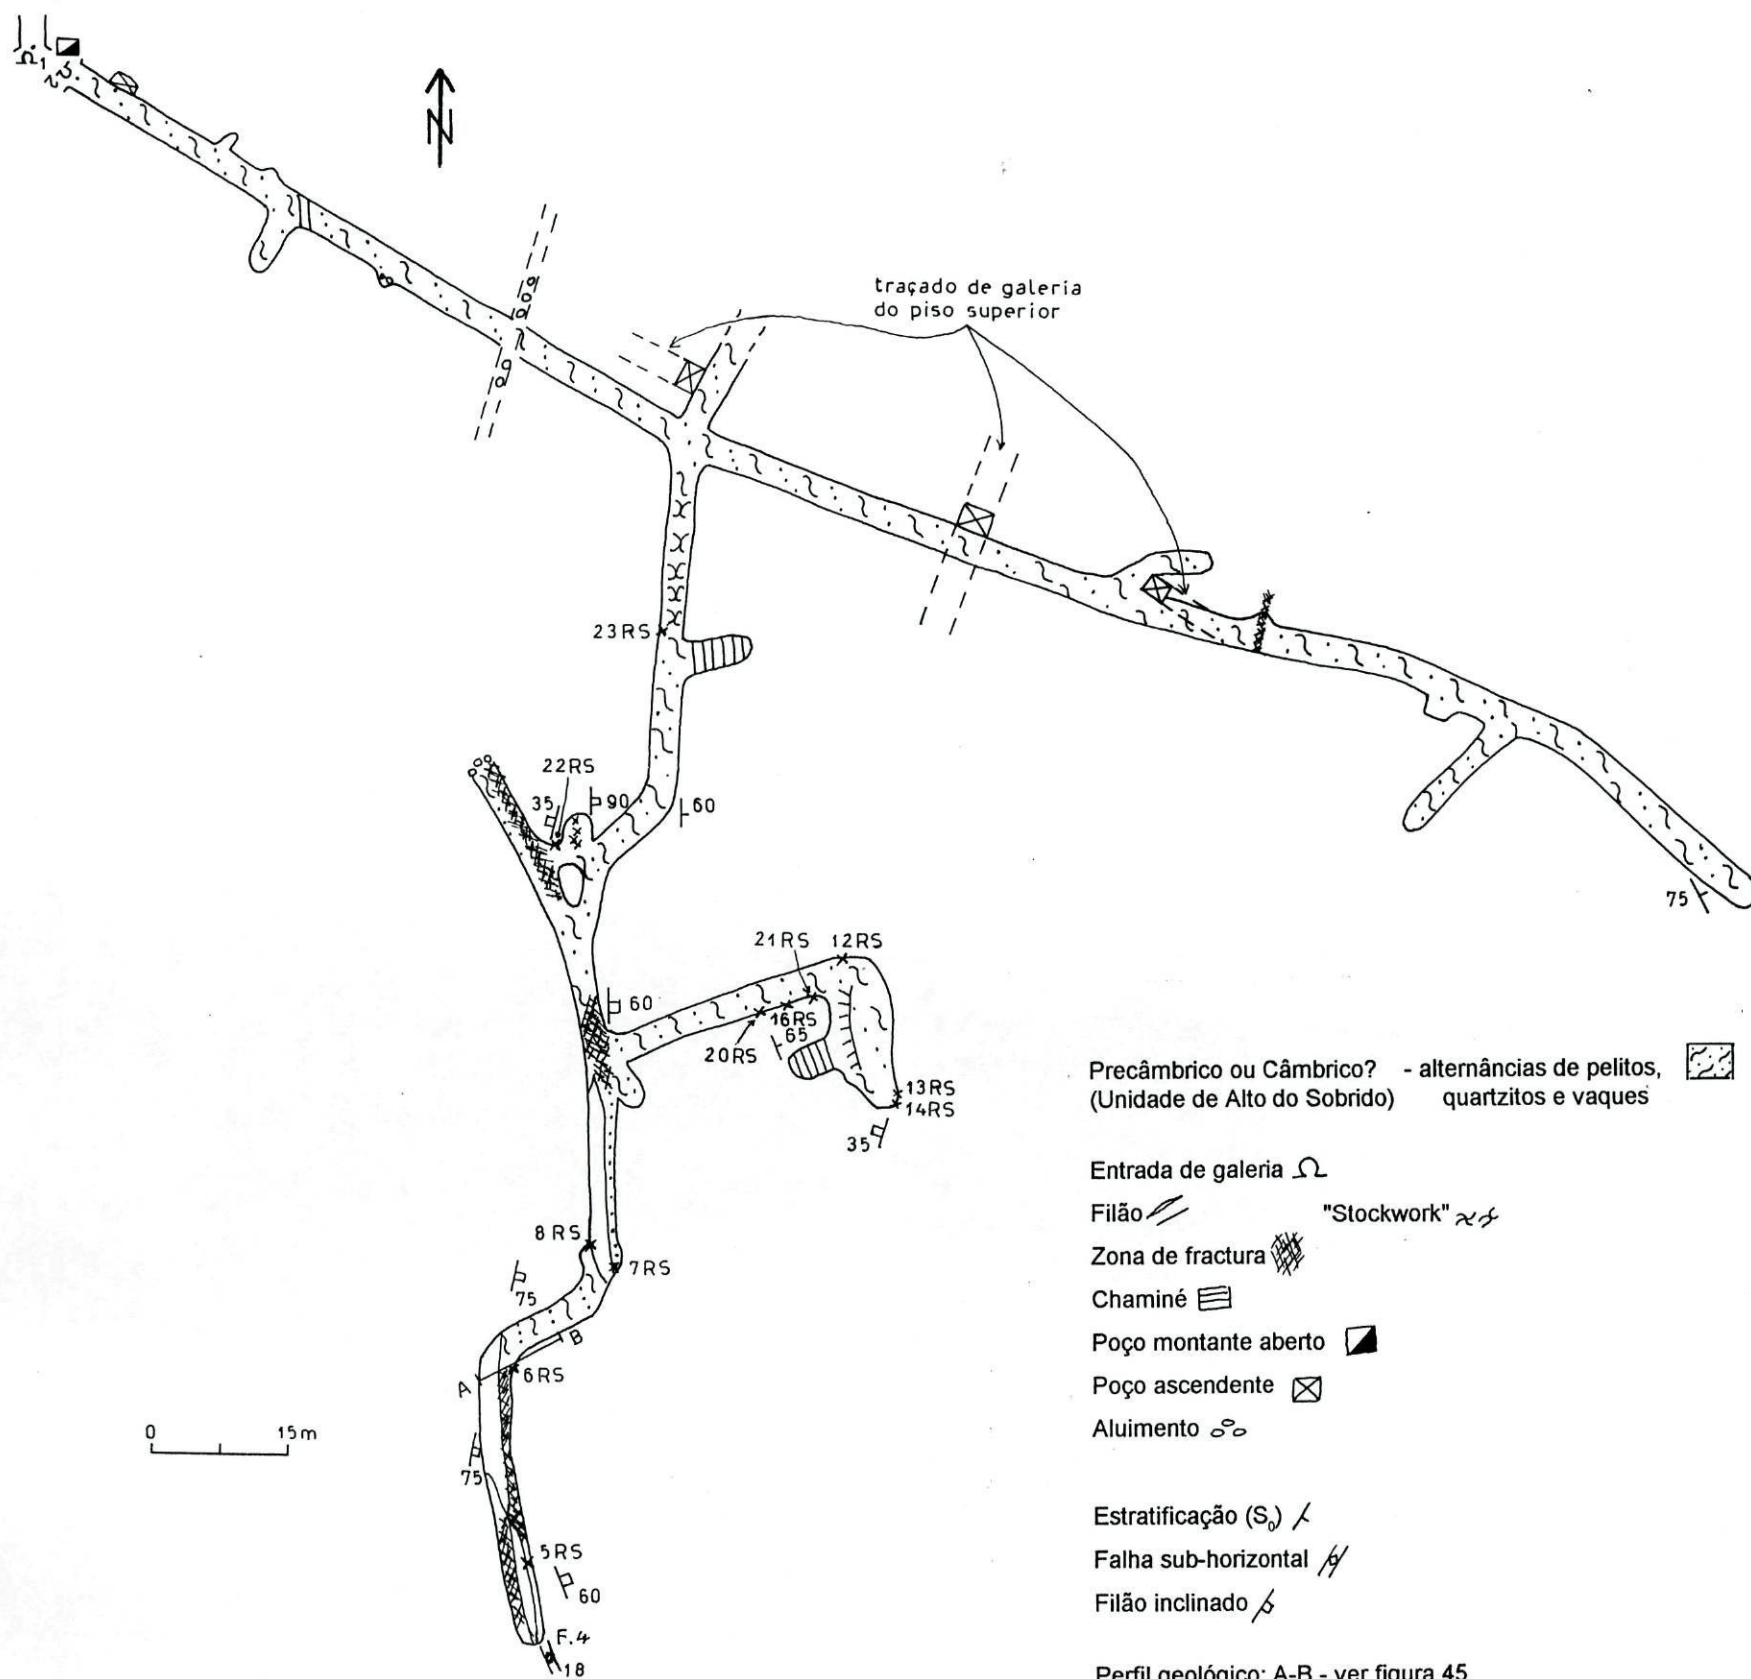 Ω1
N
traçado de galeria
do piso superior
23RS
22RS
35
90
60
75
21RS
12RS
60
16RS
65
20RS
13RS
14RS
35
8 RS
7RS
75
B
A
6RS
0 15m
75
5RS
60
F.4
18
Precâmbrico ou Câmbrico? - alternâncias de pelitos,
(Unidade de Alto do Sobrido) quartzitos e vaques
Entrada de galeria Ω
Filão "Stockwork"
Zona de fractura
Chaminé
Poço montante aberto
Poço ascendente
Aluimento
Estratificação (S₀)
Falha sub-horizontal
Filão inclinado
Perfil geológico: A-B - ver figura 45